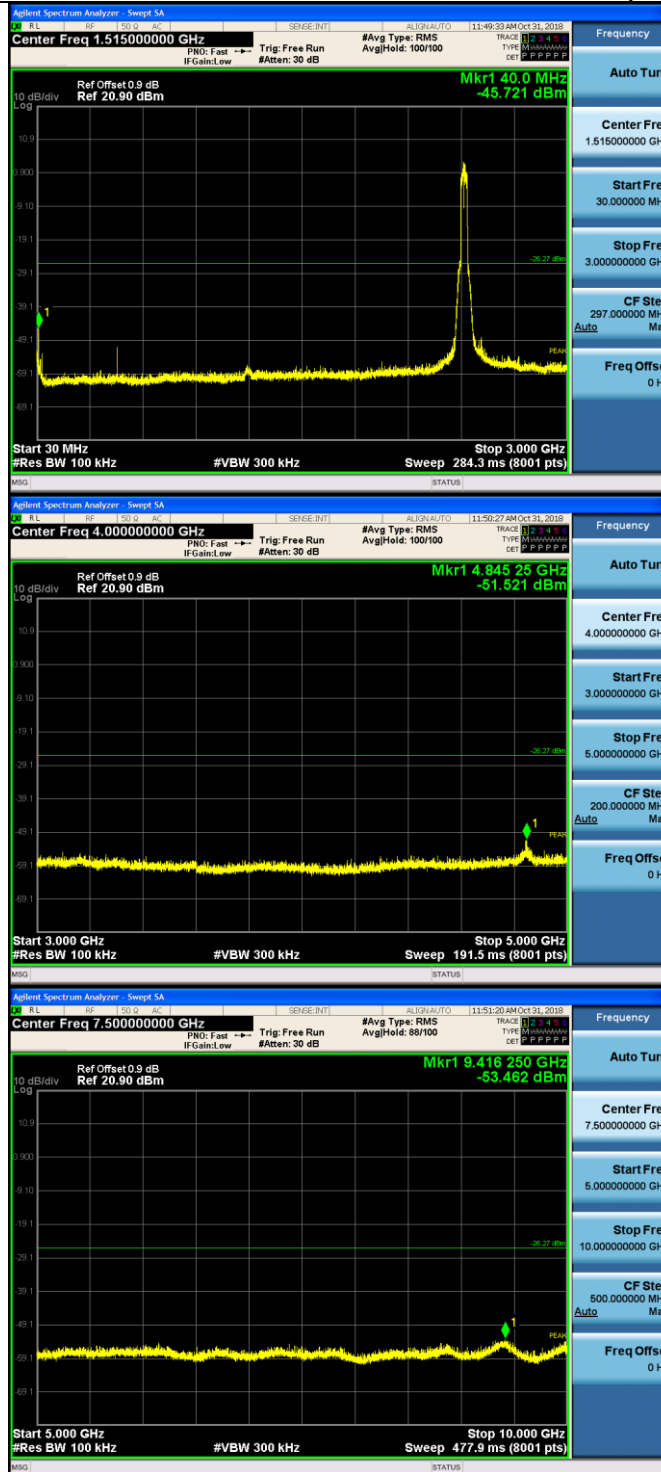 Agilent Spectrum Analyzer - Swept SA
RL RF 50 Ω AC SENSE:INT ALIGNAUTO 11:49:33 AM Oct 31, 2018
Center Freq 1.515000000 GHz
PNO: Fast
IFGain:Low
Trig: Free Run
#Atten: 30 dB
#Avg Type: RMS
Avg|Hold: 100/100
TRACE 1 2 3 4 5 6
TYPE M
DET P P P P P P
Frequency
Ref Offset 0.9 dB
Ref 20.90 dBm
10 dB/div
Log
Mkr1 40.0 MHz
-45.721 dBm
10.9
0.900
-9.10
-19.1
-29.1
-39.1
-49.1
-59.1
-69.1
-26.27 dBm
1
PEAK
Start 30 MHz
#Res BW 100 kHz
#VBW 300 kHz
Stop 3.000 GHz
Sweep 284.3 ms (8001 pts)
MSG STATUS
Auto Tun
Center Fre
1.515000000 GH
Start Fre
30.000000 MH
Stop Fre
3.000000000 GH
CF Ste
297.000000 MH
Auto Ma
Freq Offs
0 H
Agilent Spectrum Analyzer - Swept SA
RL RF 50 Ω AC SENSE:INT ALIGNAUTO 11:50:27 AM Oct 31, 2018
Center Freq 4.000000000 GHz
PNO: Fast
IFGain:Low
Trig: Free Run
#Atten: 30 dB
#Avg Type: RMS
Avg|Hold: 100/100
TRACE 1 2 3 4 5 6
TYPE M
DET P P P P P P
Frequency
Ref Offset 0.9 dB
Ref 20.90 dBm
10 dB/div
Log
Mkr1 4.845 25 GHz
-51.521 dBm
10.9
0.900
-9.10
-19.1
-29.1
-39.1
-49.1
-59.1
-69.1
-26.27 dBm
1
PEAK
Start 3.000 GHz
#Res BW 100 kHz
#VBW 300 kHz
Stop 5.000 GHz
Sweep 191.5 ms (8001 pts)
MSG STATUS
Auto Tun
Center Fre
4.000000000 GH
Start Fre
3.000000000 GH
Stop Fre
5.000000000 GH
CF Ste
200.000000 MH
Auto Ma
Freq Offs
0 H
Agilent Spectrum Analyzer - Swept SA
RL RF 50 Ω AC SENSE:INT ALIGNAUTO 11:51:20 AM Oct 31, 2018
Center Freq 7.500000000 GHz
PNO: Fast
IFGain:Low
Trig: Free Run
#Atten: 30 dB
#Avg Type: RMS
Avg|Hold: 88/100
TRACE 1 2 3 4 5 6
TYPE M
DET P P P P P P
Frequency
Ref Offset 0.9 dB
Ref 20.90 dBm
10 dB/div
Log
Mkr1 9.416 250 GHz
-53.462 dBm
10.9
0.900
-9.10
-19.1
-29.1
-39.1
-49.1
-59.1
-69.1
-26.27 dBm
1
PEAK
Start 5.000 GHz
#Res BW 100 kHz
#VBW 300 kHz
Stop 10.000 GHz
Sweep 477.9 ms (8001 pts)
MSG STATUS
Auto Tun
Center Fre
7.500000000 GH
Start Fre
5.000000000 GH
Stop Fre
10.000000000 GH
CF Ste
500.000000 MH
Auto Ma
Freq Offs
0 H